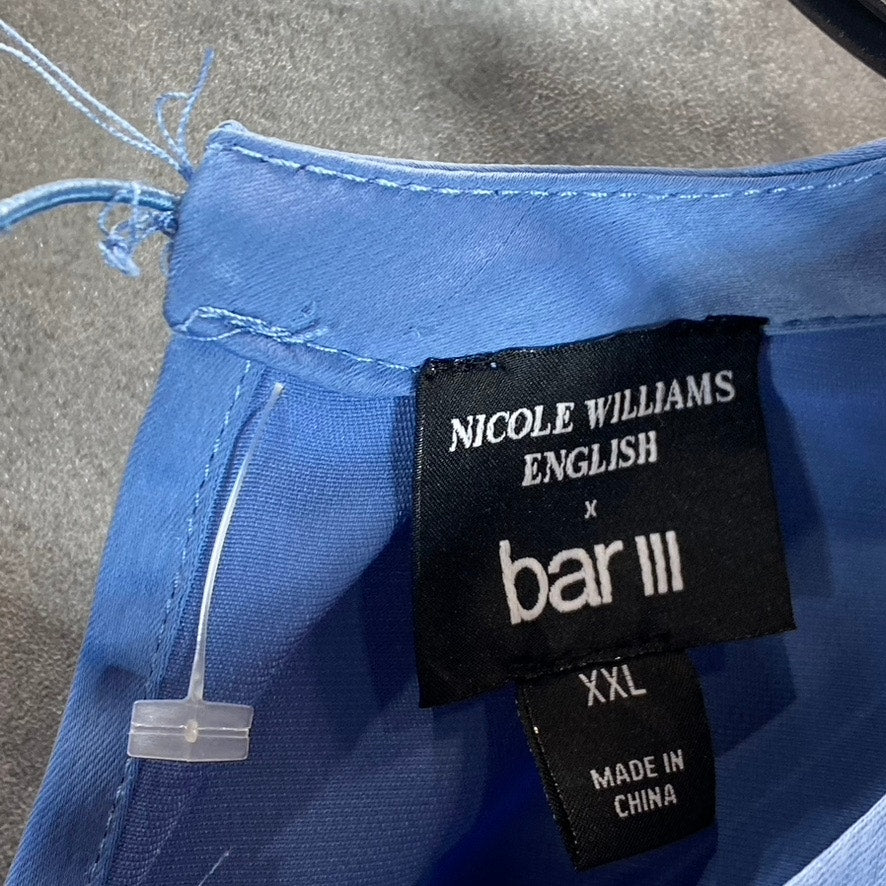 NICOLE WILLIAMS
ENGLISH
x
bar III
XXL
MADE IN
CHINA